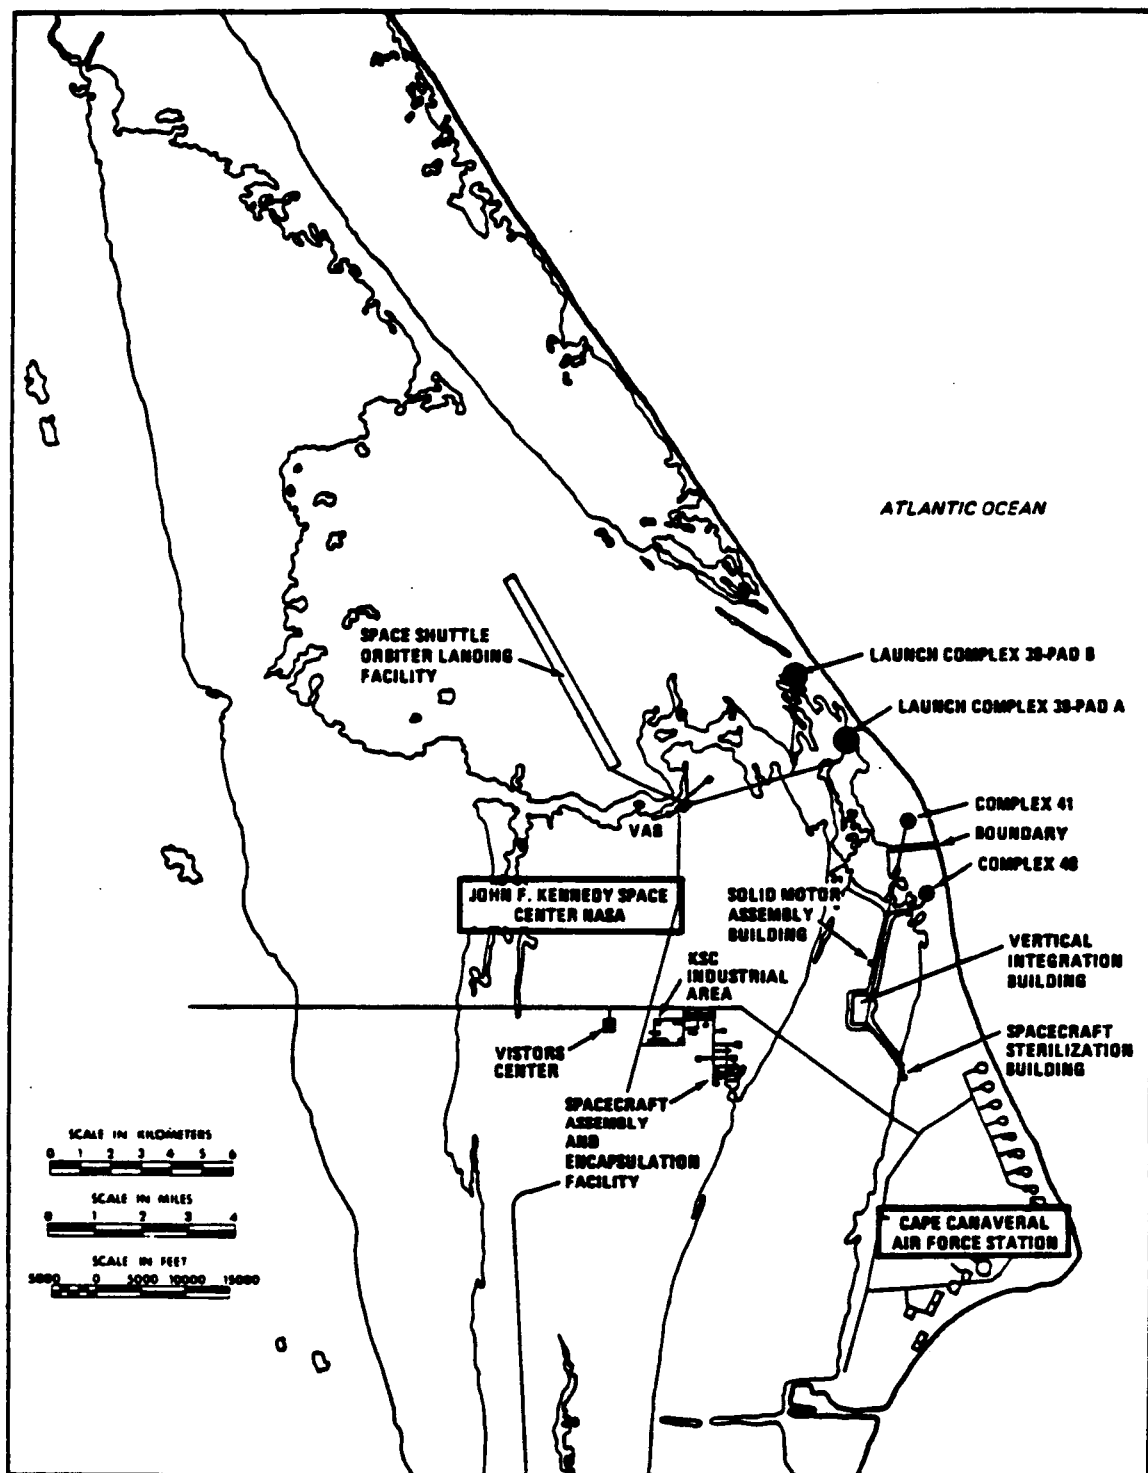 ATLANTIC OCEAN
SPACE SHUTTLE
ORBITER LANDING
FACILITY
LAUNCH COMPLEX 39-PAD B
LAUNCH COMPLEX 39-PAD A
COMPLEX 41
BOUNDARY
COMPLEX 40
VAB
JOHN F. KENNEDY SPACE
CENTER NASA
SOLID MOTOR
ASSEMBLY
BUILDING
VERTICAL
INTEGRATION
BUILDING
KSC
INDUSTRIAL
AREA
VISTORS
CENTER
SPACECRAFT
STERILIZATION
BUILDING
SPACECRAFT
ASSEMBLY
AND
ENCAPSULATION
FACILITY
SCALE IN KILOMETERS
0 1 2 3 4 5 6
SCALE IN MILES
0 1 2 3 4
SCALE IN FEET
5000 0 5000 10000 15000
CAPE CANAVERAL
AIR FORCE STATION